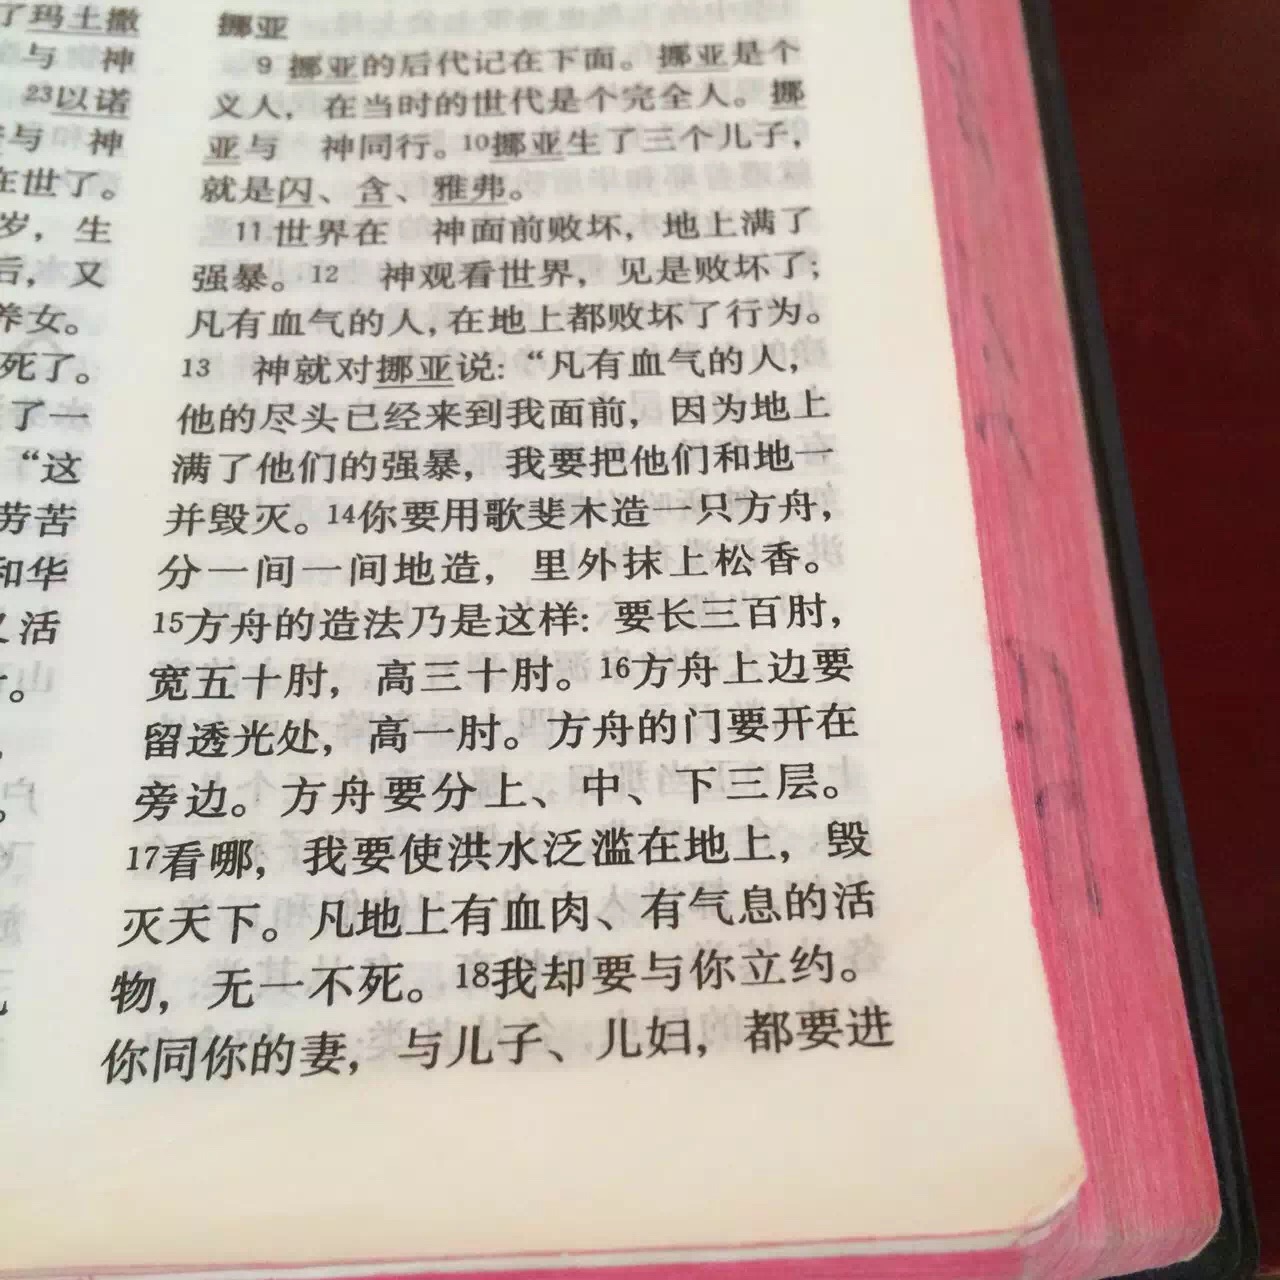 了玛土撒
与　神
23以诺
与　神
在世了。
岁，生
后，又
养女。
死了。
了一
“这
劳苦
和华
又活
挪亚
9 挪亚的后代记在下面。挪亚是个
义人，在当时的世代是个完全人。挪
亚与　神同行。10挪亚生了三个儿子，
就是闪、含、雅弗。
11世界在　神面前败坏，地上满了
强暴。12　神观看世界，见是败坏了；
凡有血气的人，在地上都败坏了行为。
13　神就对挪亚说：“凡有血气的人，
他的尽头已经来到我面前，因为地上
满了他们的强暴，我要把他们和地一
并毁灭。14你要用歌斐木造一只方舟，
分一间一间地造，里外抹上松香。
15方舟的造法乃是这样：要长三百肘，
宽五十肘，高三十肘。16方舟上边要
留透光处，高一肘。方舟的门要开在
旁边。方舟要分上、中、下三层。
17看哪，我要使洪水泛滥在地上，毁
灭天下。凡地上有血肉、有气息的活
物，无一不死。18我却要与你立约。
你同你的妻，与儿子、儿妇，都要进